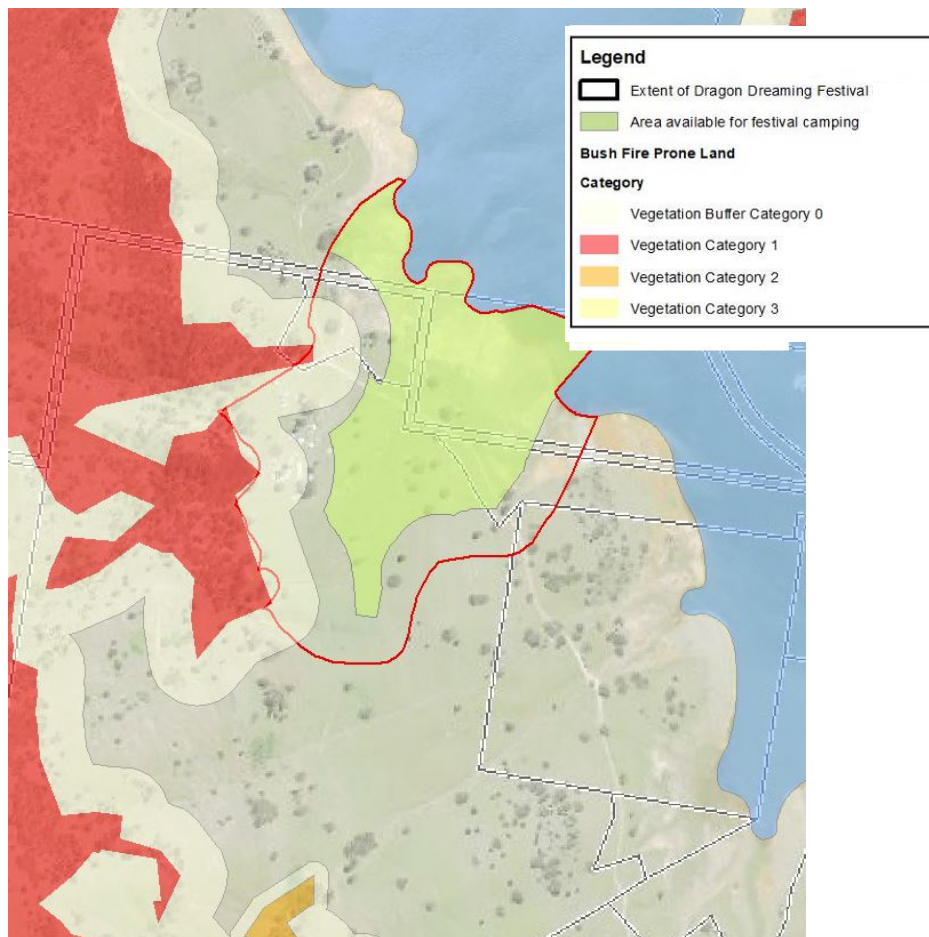 Legend
Extent of Dragon Dreaming Festival
Area available for festival camping
Bush Fire Prone Land
Category
Vegetation Buffer Category 0
Vegetation Category 1
Vegetation Category 2
Vegetation Category 3